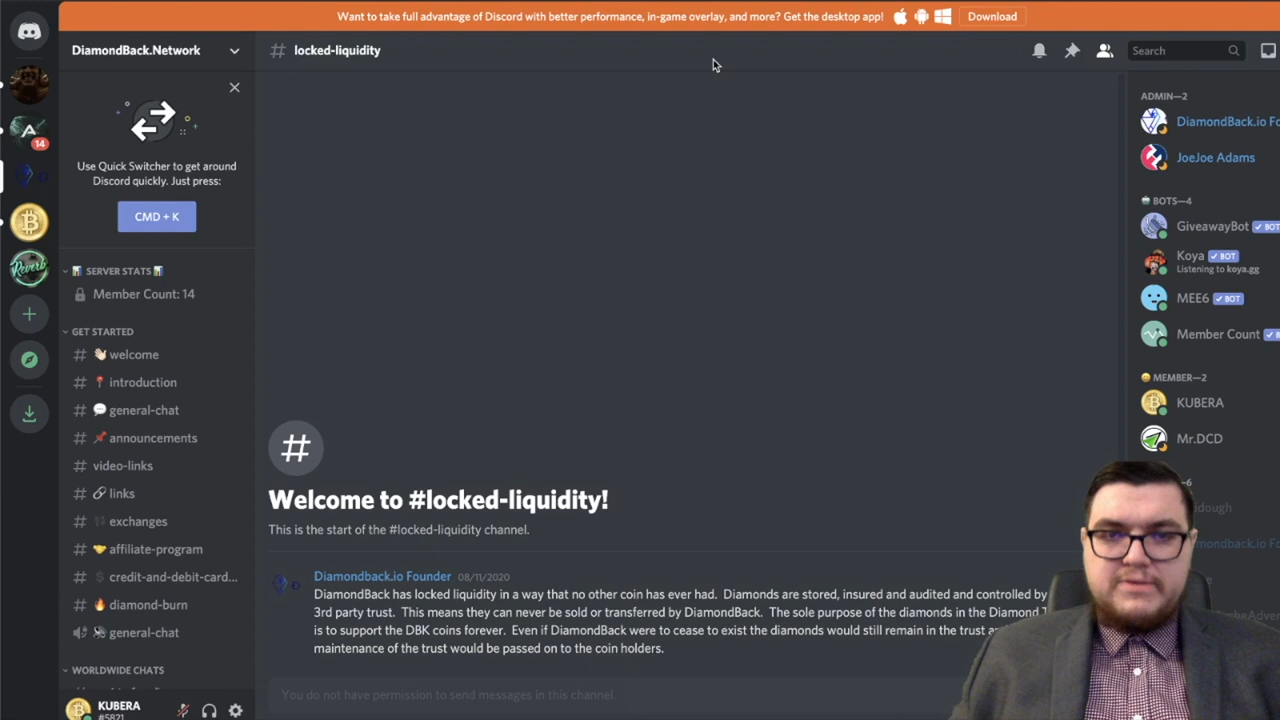 Want to take full advantage of Discord with better performance, in-game overlay, and more? Get the desktop app!
Download
DiamondBack.Network
# locked-liquidity
Search
14
Use Quick Switcher to get around
Discord quickly. Just press:
CMD + K
SERVER STATS
Member Count: 14
GET STARTED
# welcome
# introduction
# general-chat
# announcements
# video-links
# links
# exchanges
# affiliate-program
# credit-and-debit-card...
# diamond-burn
general-chat
WORLDWIDE CHATS
KUBERA
#5821
#
Welcome to #locked-liquidity!
This is the start of the #locked-liquidity channel.
Diamondback.io Founder 08/11/2020
DiamondBack has locked liquidity in a way that no other coin has ever had. Diamonds are stored, insured and audited and controlled by
3rd party trust. This means they can never be sold or transferred by DiamondBack. The sole purpose of the diamonds in the Diamond
is to support the DBK coins forever. Even if DiamondBack were to cease to exist the diamonds would still remain in the trust
maintenance of the trust would be passed on to the coin holders.
You do not have permission to send messages in this channel.
ADMIN—2
DiamondBack.io
JoeJoe Adams
BOTS—4
GiveawayBot BOT
Koya BOT
Listening to koya.gg
MEE6 BOT
Member Count
MEMBER—2
KUBERA
Mr.DCD